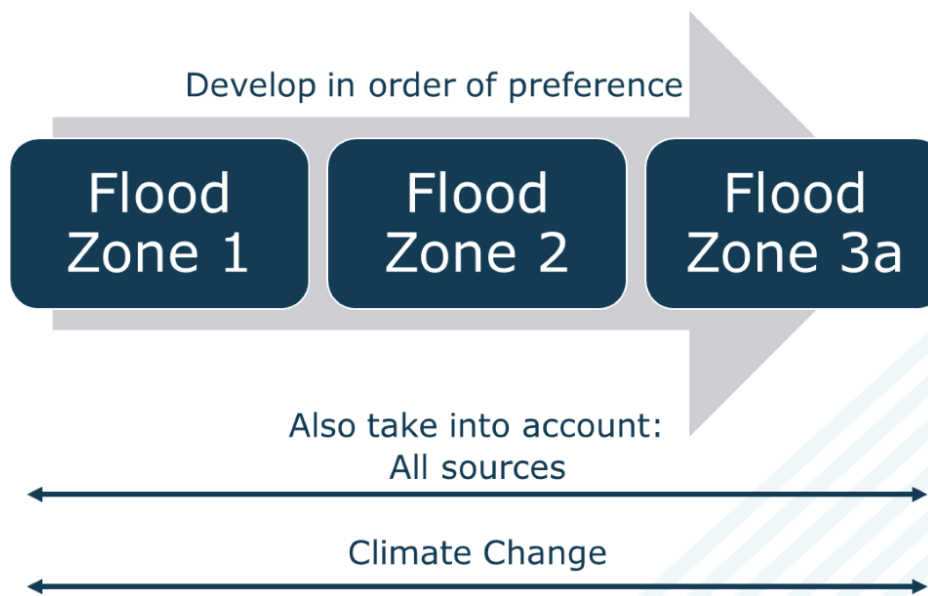 Develop in order of preference
Flood
Zone 1
Flood
Zone 2
Flood
Zone 3a
Also take into account:
All sources
Climate Change